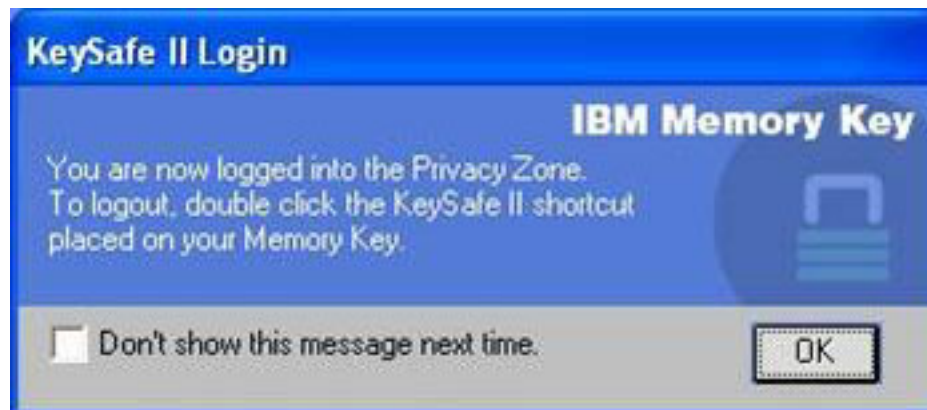 KeySafe II Login
IBM Memory Key
You are now logged into the Privacy Zone.
To logout, double click the KeySafe II shortcut
placed on your Memory Key.
Don't show this message next time.
OK